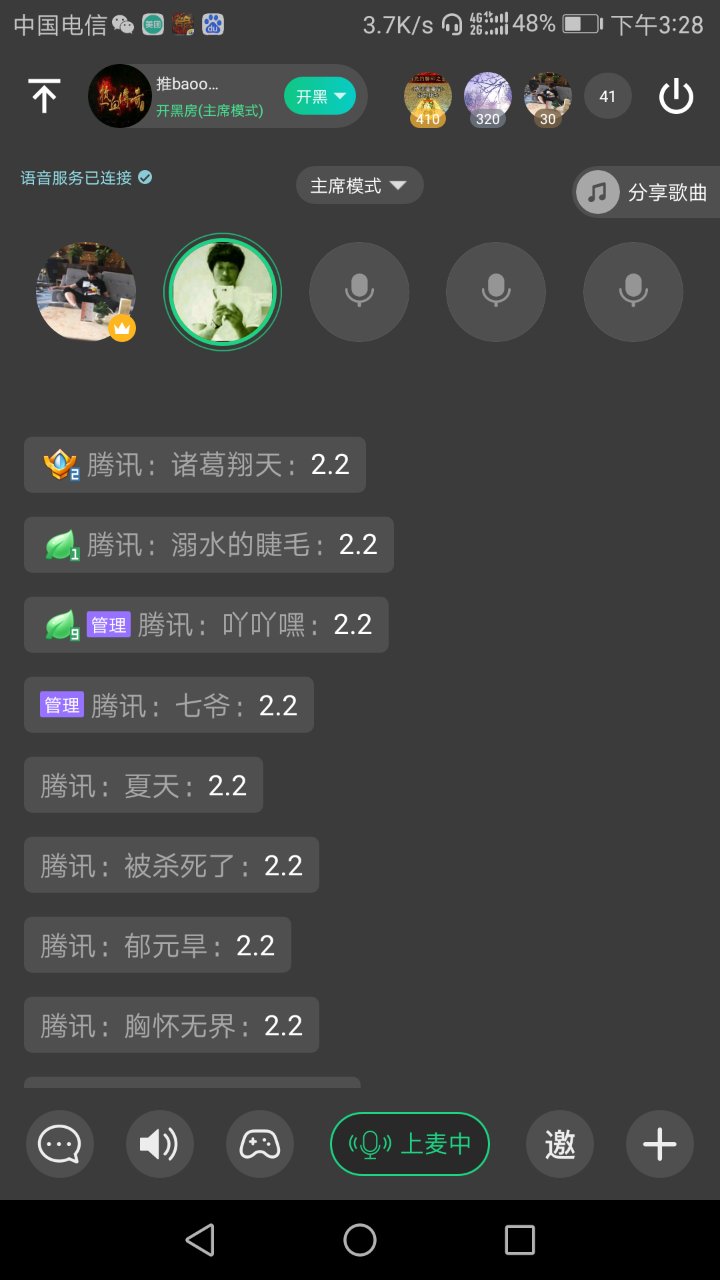 中国电信
3.7K/s 4G 2G 48% 下午3:28
推baoo...
开黑房(主席模式)
开黑
410
320
30
41
语音服务已连接
主席模式
分享歌曲
2 腾讯：诸葛翔天：2.2
1 腾讯：溺水的睫毛：2.2
9 管理 腾讯：吖吖嘿：2.2
管理 腾讯：七爷：2.2
腾讯：夏天：2.2
腾讯：被杀死了：2.2
腾讯：郁元旱：2.2
腾讯：胸怀无界：2.2
上麦中
邀